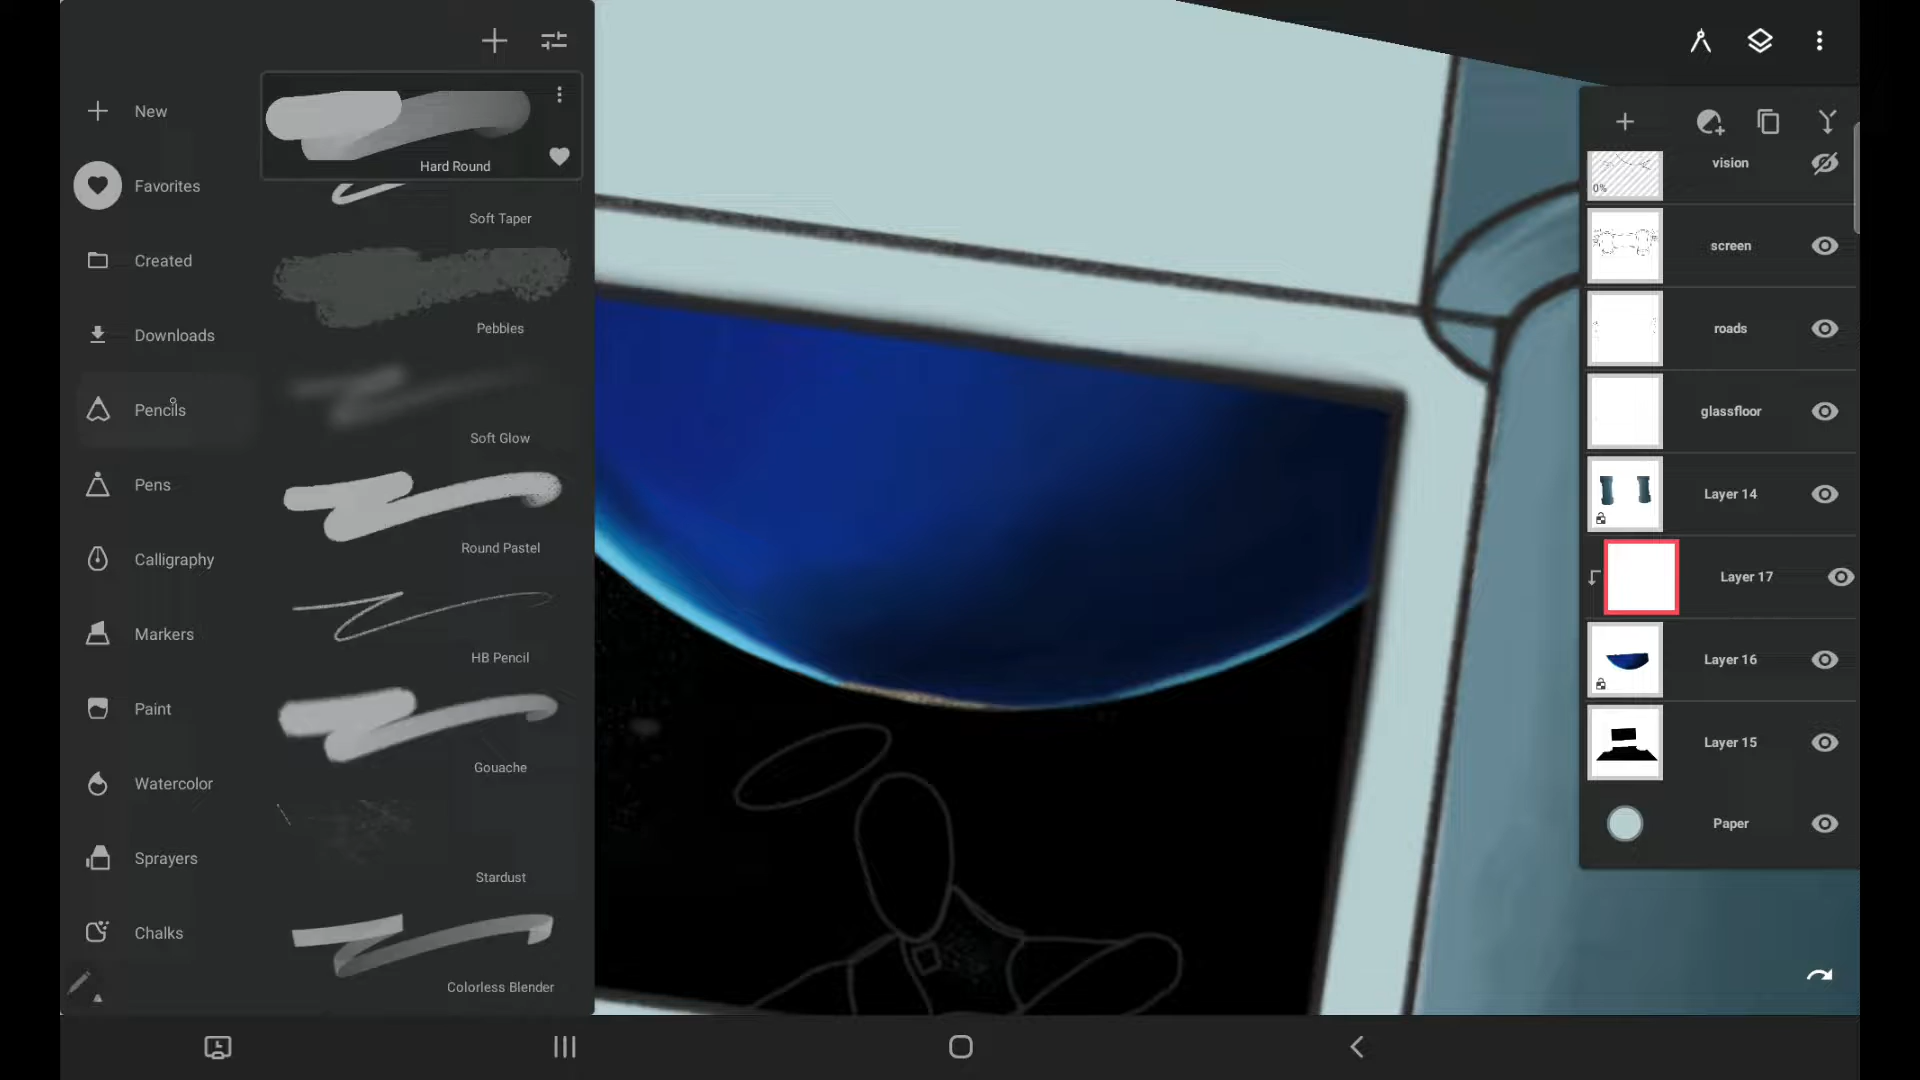 New
Favorites
Created
Downloads
Pencils
Pens
Calligraphy
Markers
Paint
Watercolor
Sprayers
Chalks
Hard Round
Soft Taper
Pebbles
Soft Glow
Round Pastel
HB Pencil
Gouache
Stardust
Colorless Blender
vision
0%
screen
roads
glassfloor
Layer 14
Layer 17
Layer 16
Layer 15
Paper